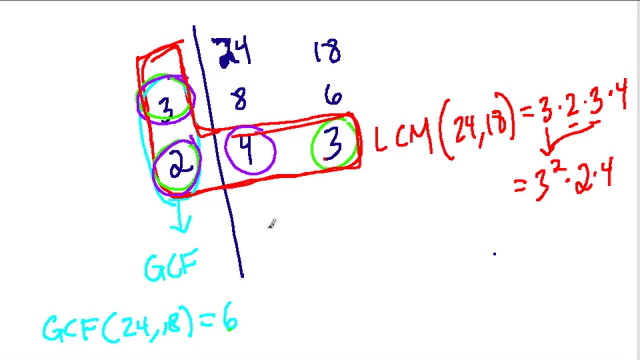 24 18
3 8 6
2 4 3
LCM(24,18) = 3·2·3·4
= 3²·2·4
GCF
GCF(24,18) = 6